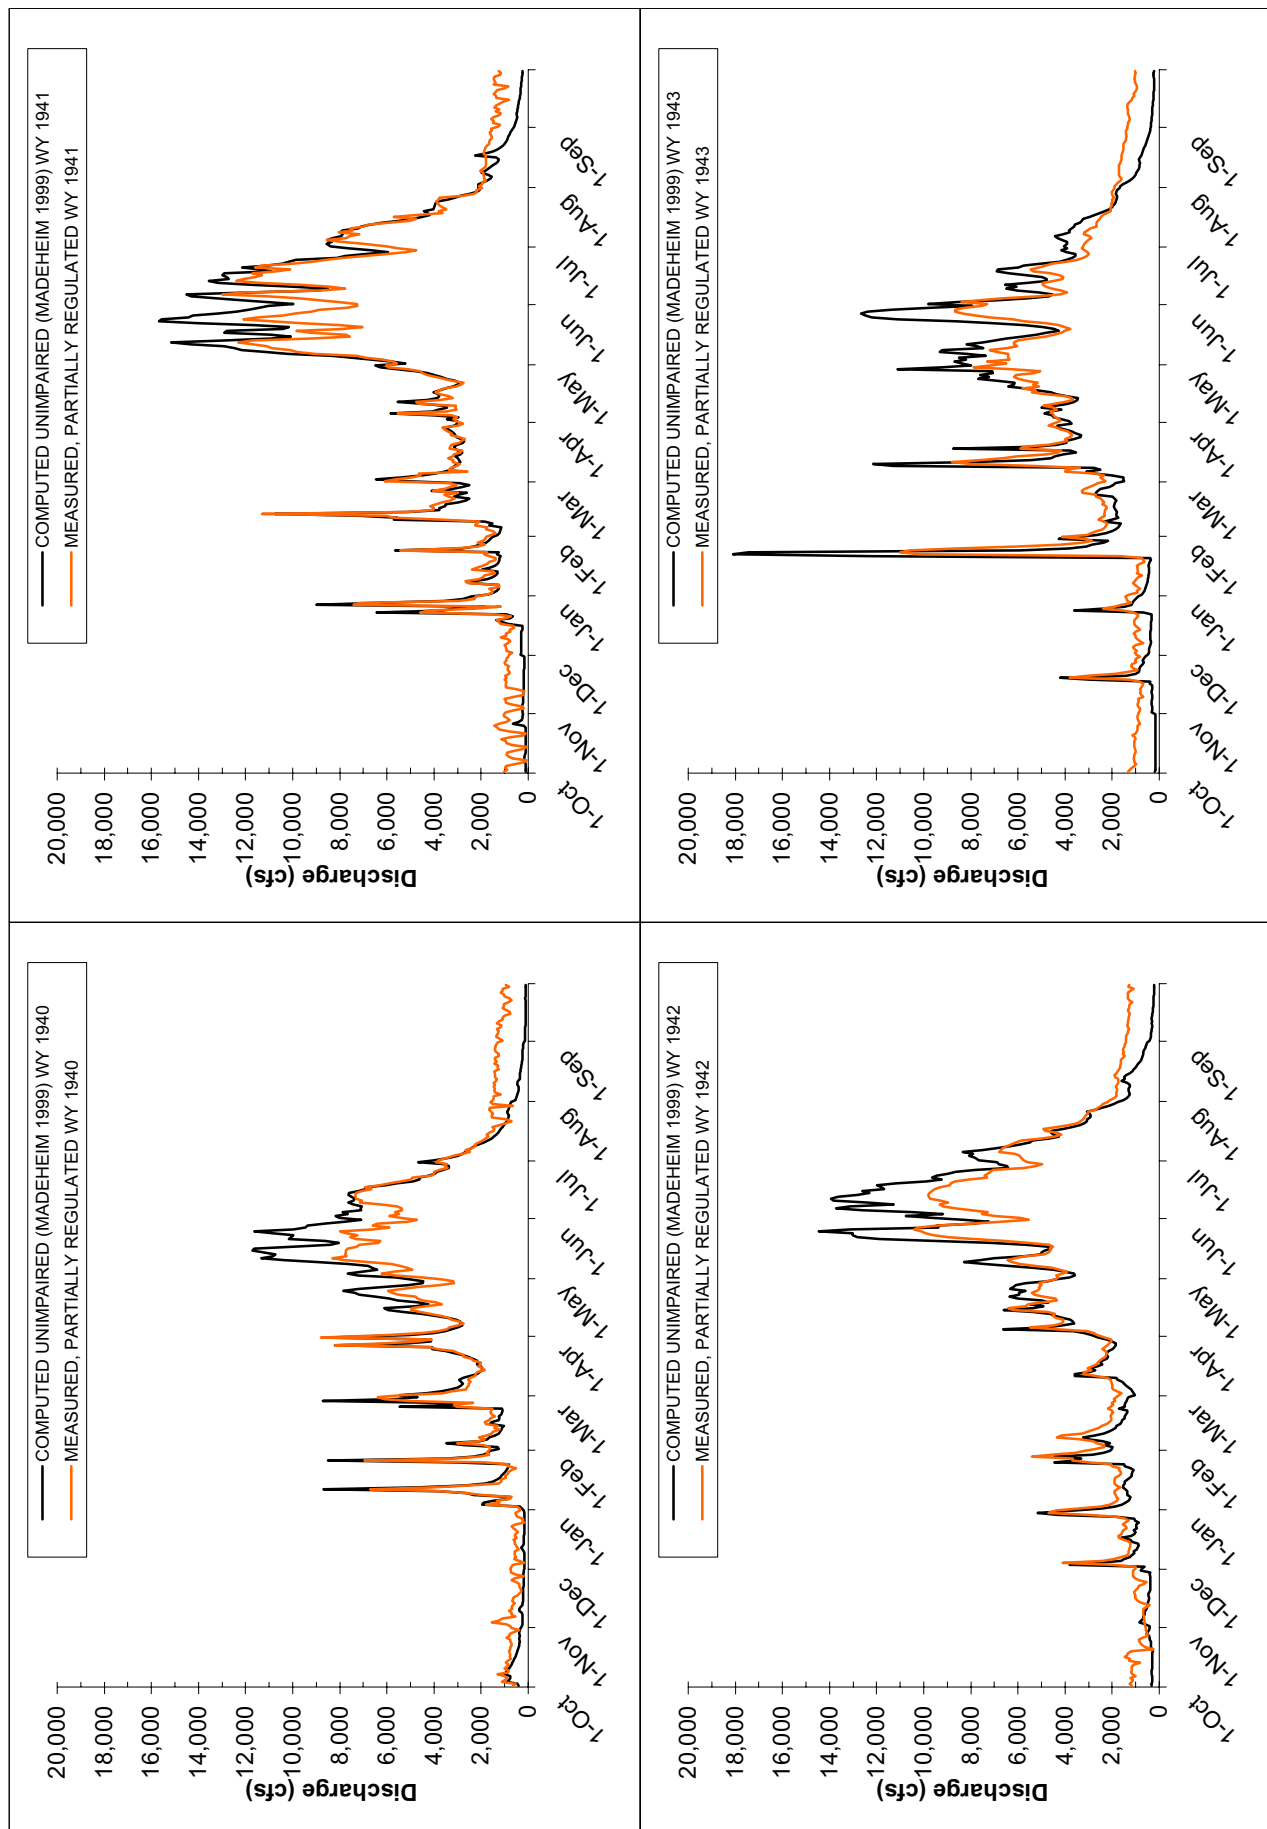 COMPUTED UNIMPAIRED (MADEHEIM 1999) WY 1940
MEASURED, PARTIALLY REGULATED WY 1940
Discharge (cfs)
20,000
18,000
16,000
14,000
12,000
10,000
8,000
6,000
4,000
2,000
0
1-Oct
1-Nov
1-Dec
1-Jan
1-Feb
1-Mar
1-Apr
1-May
1-Jun
1-Jul
1-Aug
1-Sep
COMPUTED UNIMPAIRED (MADEHEIM 1999) WY 1941
MEASURED, PARTIALLY REGULATED WY 1941
Discharge (cfs)
20,000
18,000
16,000
14,000
12,000
10,000
8,000
6,000
4,000
2,000
0
1-Oct
1-Nov
1-Dec
1-Jan
1-Feb
1-Mar
1-Apr
1-May
1-Jun
1-Jul
1-Aug
1-Sep
COMPUTED UNIMPAIRED (MADEHEIM 1999) WY 1942
MEASURED, PARTIALLY REGULATED WY 1942
Discharge (cfs)
20,000
18,000
16,000
14,000
12,000
10,000
8,000
6,000
4,000
2,000
0
1-Oct
1-Nov
1-Dec
1-Jan
1-Feb
1-Mar
1-Apr
1-May
1-Jun
1-Jul
1-Aug
1-Sep
COMPUTED UNIMPAIRED (MADEHEIM 1999) WY 1943
MEASURED, PARTIALLY REGULATED WY 1943
Discharge (cfs)
20,000
18,000
16,000
14,000
12,000
10,000
8,000
6,000
4,000
2,000
0
1-Oct
1-Nov
1-Dec
1-Jan
1-Feb
1-Mar
1-Apr
1-May
1-Jun
1-Jul
1-Aug
1-Sep